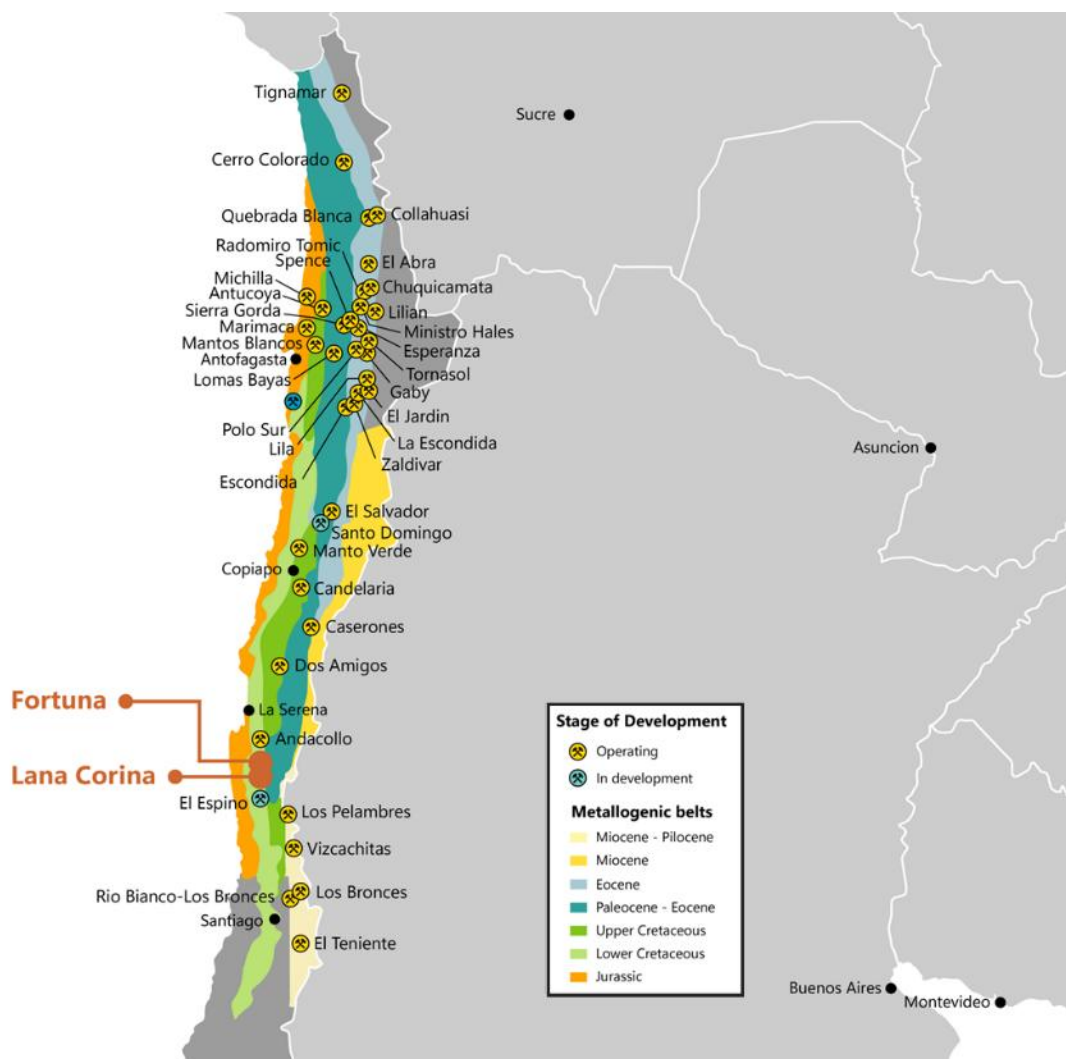 Tignamar
Sucre
Cerro Colorado
Quebrada Blanca
Collahuasi
Radomiro Tomic
Spence
El Abra
Michilla
Chuquicamata
Antucoya
Sierra Gorda
Lilian
Marimaca
Ministro Hales
Mantos Blancos
Esperanza
Antofagasta
Tornasol
Lomas Bayas
Gaby
El Jardin
Polo Sur
La Escondida
Lila
Zaldivar
Escondida
Asuncion
El Salvador
Santo Domingo
Manto Verde
Copiapo
Candelaria
Caserones
Dos Amigos
Fortuna
La Serena
Andacollo
Lana Corina
El Espino
Los Pelambres
Vizcachitas
Rio Bianco-Los Bronces
Los Bronces
Santiago
El Teniente
Stage of Development
Operating
In development
Metallogenic belts
Miocene - Pilocene
Miocene
Eocene
Paleocene - Eocene
Upper Cretaceous
Lower Cretaceous
Jurassic
Buenos Aires
Montevideo